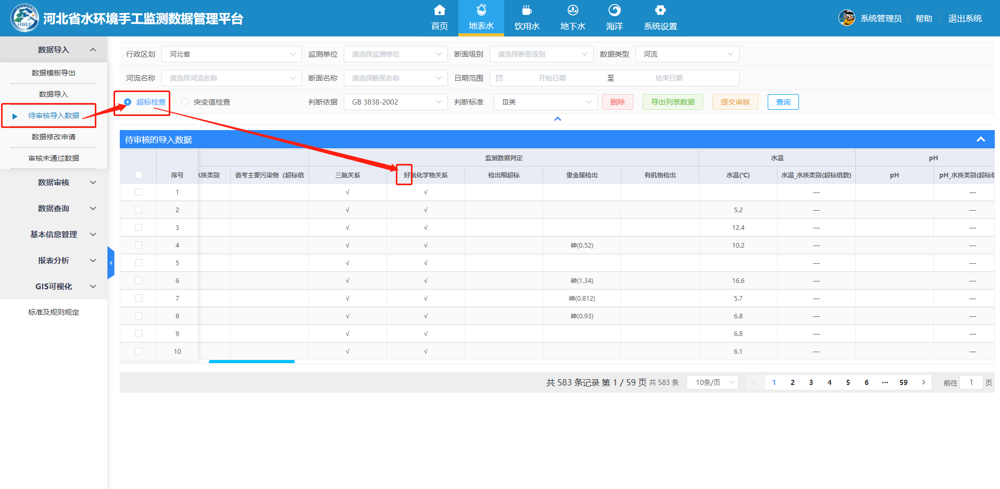 河北省水环境手工监测数据管理平台
首页 地表水 饮用水 地下水 海洋 系统设置
系统管理员 帮助 退出系统
HBEE
数据导入
数据模板导出
数据导入
待审核导入数据
数据修改申请
审核未通过数据
数据审核
数据查询
基本信息管理
报表分析
GIS可视化
标准及规则规定
行政区划 河北省 监测单位 请选择监测单位 断面级别 请选择断面级别 数据类型 河流
河流名称 请选择河流名称 断面名称 请选择断面名称 日期范围 开始日期 至 结束日期
超标检查 突变值检查 判断依据 GB 3838-2002 判断标准 Ⅲ类 删除 导出列表数据 提交审核 查询
待审核的导入数据
监测数据判定 水温 pH
序号 水质类别 省考主要污染物（超标倍 三氮关系 好氧化学物关系 检出限超标 重金属检出 有机物检出 水温(℃) 水温_水质类别(超标倍数) pH pH_水质类别(超标倍
1 √ √ — —
2 √ √ 5.2 — —
3 √ √ 12.4 — —
4 √ √ 砷(0.52) 10.2 — —
5 √ √ — —
6 √ √ 砷(1.34) 16.6 — —
7 √ √ 砷(0.812) 5.7 — —
8 √ √ 砷(0.93) 6.8 — —
9 √ √ 6.8 — —
10 √ √ 6.1 — —
共 583 条记录 第 1 / 59 页 共 583 条 10条/页 1 2 3 4 5 6 ··· 59 前往 1 页